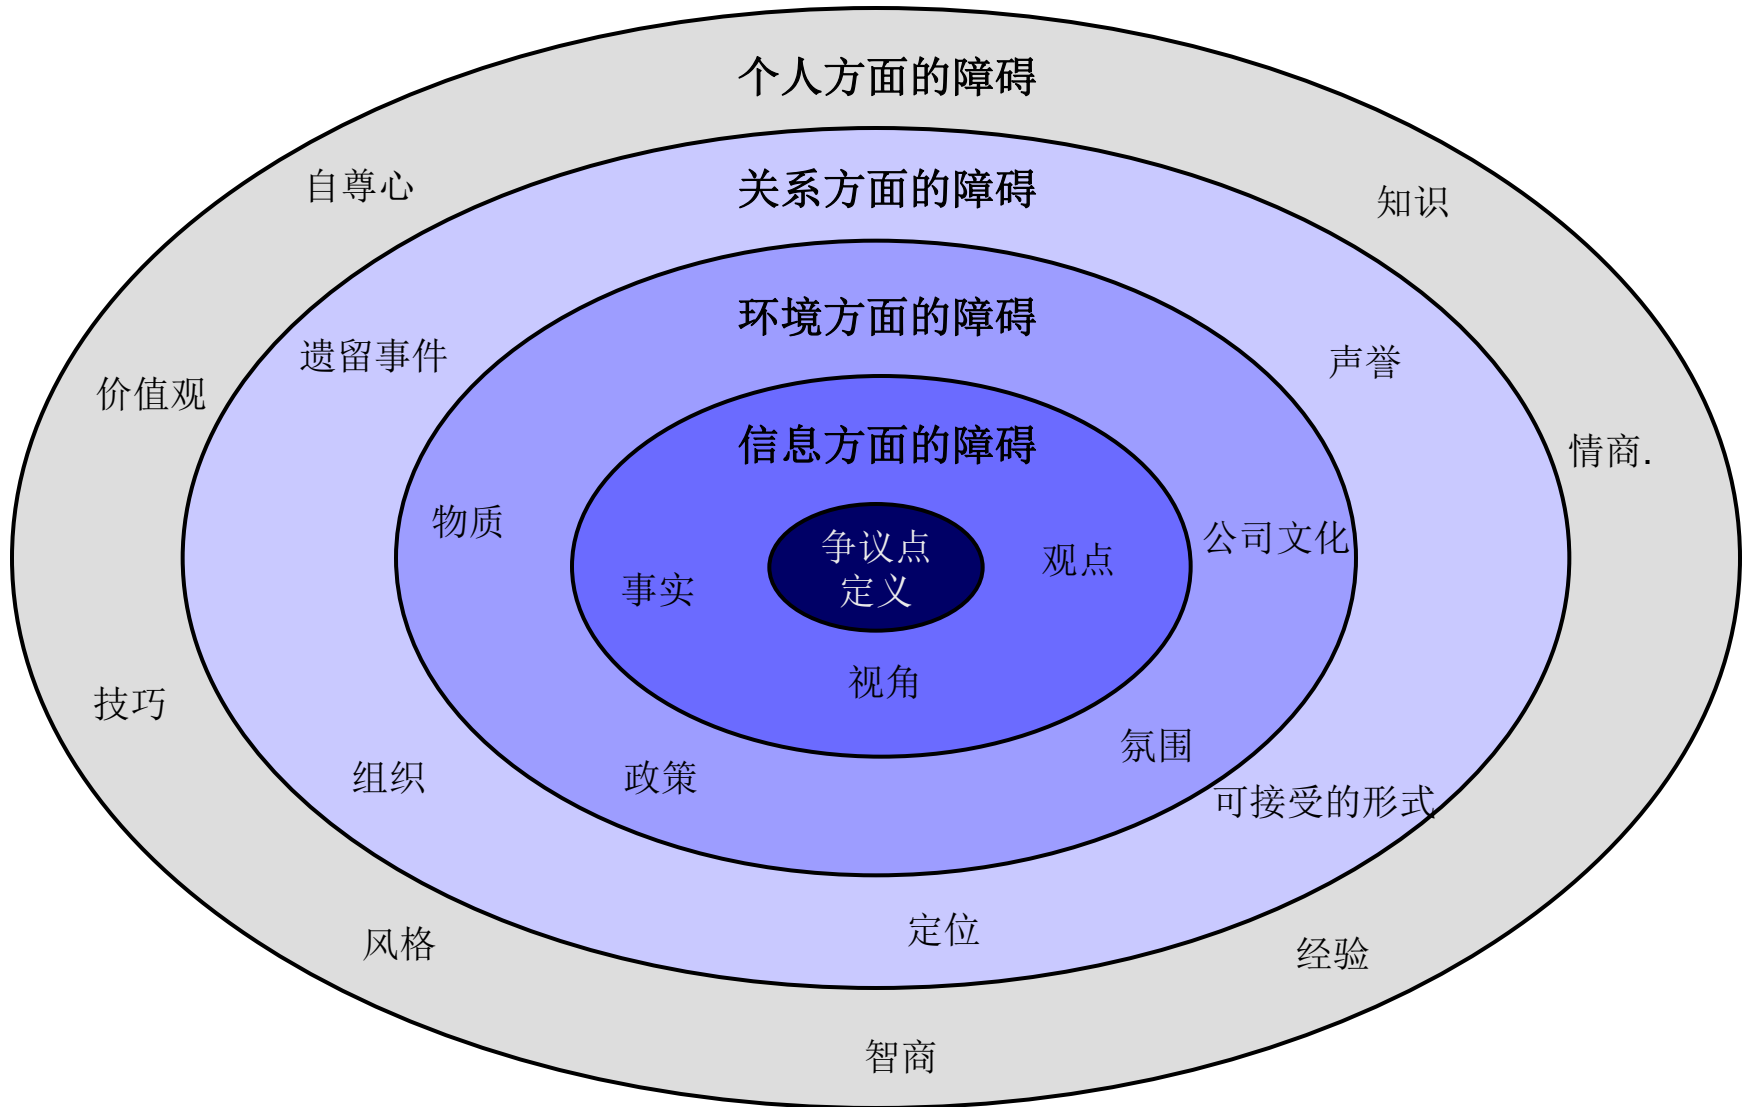 个人方面的障碍
自尊心
知识
关系方面的障碍
环境方面的障碍
遗留事件
声誉
价值观
信息方面的障碍
情商.
物质
公司文化
争议点
定义
观点
事实
视角
技巧
氛围
组织
政策
可接受的形式
定位
风格
经验
智商